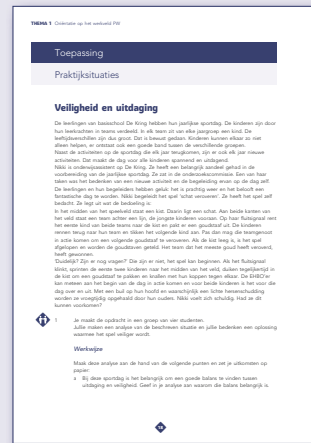 THEMA 1 Oriëntatie op het werkveld PW
Toepassing
Praktijksituaties
Veiligheid en uitdaging
De leerlingen van basisschool De Kring hebben hun jaarlijkse sportdag. De kinderen zijn door
hun leerkrachten in teams verdeeld. In elk team zit van elke jaargroep een kind. De
leeftijdsverschillen zijn dus groot. Dat is bewust gedaan. Kinderen kunnen elkaar zo niet
alleen helpen, er ontstaat ook een goede band tussen de verschillende groepen.
Naast de activiteiten op de sportdag die elk jaar terugkomen, zijn er ook elk jaar nieuwe
activiteiten. Dat maakt de dag voor alle kinderen spannend en uitdagend.
Nikki is onderwijsassistent op De Kring. Ze heeft een belangrijk aandeel gehad in de
voorbereiding van de jaarlijkse sportdag. Ze zat in de onderzoekscommissie. Een van haar
taken was het bedenken van een nieuwe activiteit en de begeleiding ervan op de dag zelf.
De leerlingen en hun begeleiders hebben geluk: het is prachtig weer en het belooft een
fantastische dag te worden. Nikki begeleidt het spel 'schat veroveren'. Ze heeft het spel zelf
bedacht. Ze legt uit wat de bedoeling is:
In het midden van het speelveld staat een kist. Daarin ligt een schat. Aan beide kanten van
het veld staat een team achter een lijn, de jongste vooraan. Op haar fluitsignaal rent
het eerste kind van beide teams naar de kist en pakt er een goudstaaf uit. De kinderen
rennen terug naar hun team en tikken het volgende kind aan. Pas dan mag die teamgenoot
in actie komen om een volgende goudstaaf te veroveren. Als de kist leeg is, is het spel
afgelopen en worden de goudstaven geteld. Het team dat het meeste goud heeft veroverd,
heeft gewonnen.
'Duidelijk? Zijn er nog vragen?' Die zijn er niet, het spel kan beginnen. Als het fluitsignaal
klinkt, sprinten de eerste twee kinderen naar het midden van het veld, duiken tegelijkertijd in
de kist om een goudstaaf te pakken en knallen met hun koppen tegen elkaar. De EHBO'er
kan meteen aan het begin van de dag in actie komen en voor beide kinderen is het voor die
dag over en uit. Met een buil op hun hoofd en waarschijnlijk een lichte hersenschudding
worden ze vroegtijdig opgehaald door hun ouders. Nikki voelt zich schuldig. Had ze dit
kunnen voorkomen?
1 Je maakt de opdracht in een groep van vier studenten.
Jullie maken een analyse van de beschreven situatie en jullie bedenken een oplossing
waarmee het spel veiliger wordt.
Werkwijze
Maak deze analyse aan de hand van de volgende punten en zet je uitkomsten op
papier:
a Bij deze sportdag is het belangrijk om een goede balans te vinden tussen
uitdaging en veiligheid. Geef in je analyse aan waarom die balans belangrijk is.